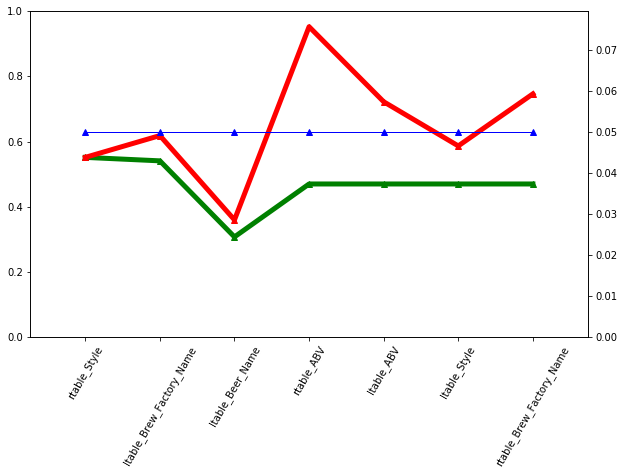 1.0
0.8
0.6
0.4
0.2
0.0
0.07
0.06
0.05
0.04
0.03
0.02
0.01
0.00
rtable_Style
ltable_Brew_Factory_Name
ltable_Beer_Name
rtable_ABV
ltable_ABV
ltable_Style
rtable_Brew_Factory_Name